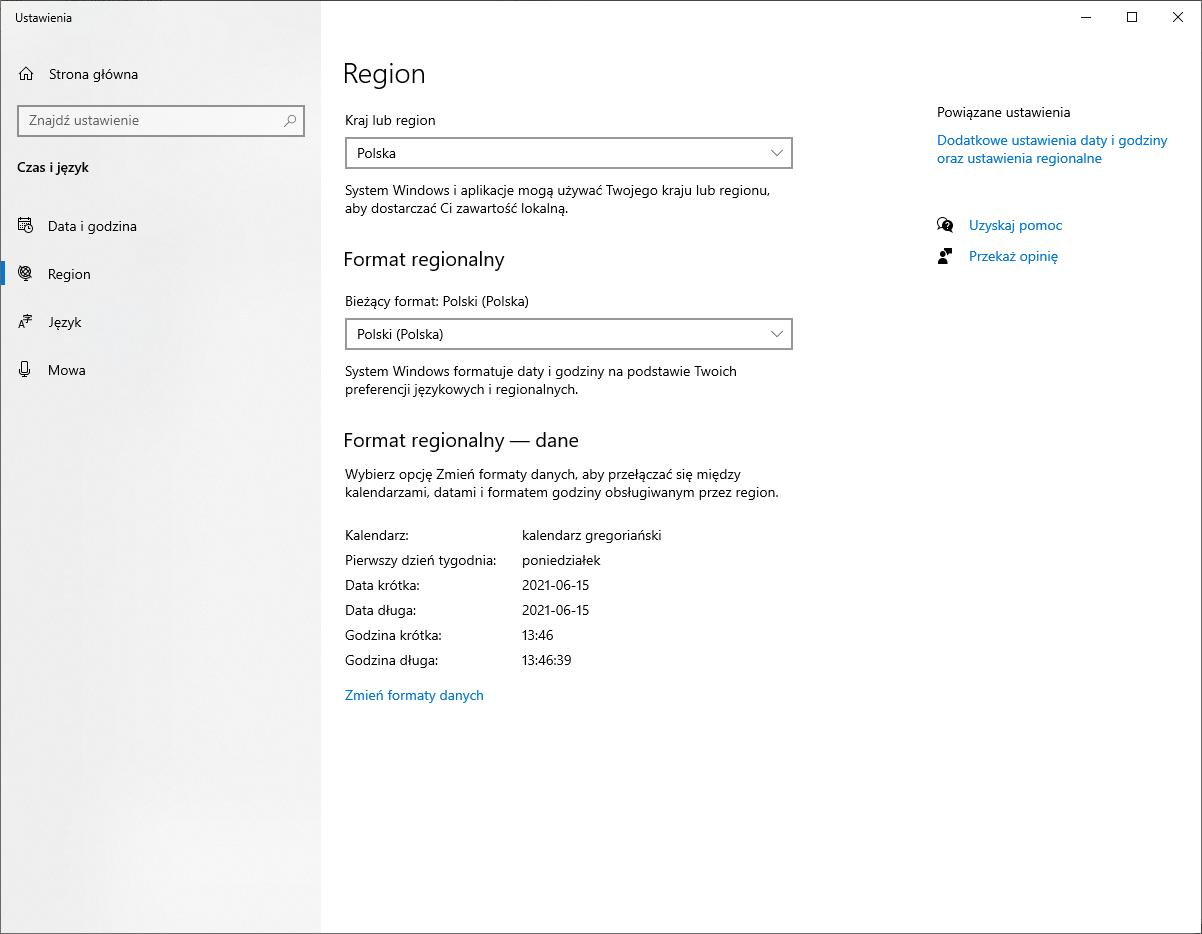 Ustawienia
Strona główna
Znajdź ustawienie
Czas i język
Data i godzina
Region
Język
Mowa
Region
Kraj lub region
Polska
System Windows i aplikacje mogą używać Twojego kraju lub regionu,
aby dostarczać Ci zawartość lokalną.
Format regionalny
Bieżący format: Polski (Polska)
Polski (Polska)
System Windows formatuje daty i godziny na podstawie Twoich
preferencji językowych i regionalnych.
Format regionalny — dane
Wybierz opcję Zmień formaty danych, aby przełączać się między
kalendarzami, datami i formatem godziny obsługiwanym przez region.
Kalendarz: kalendarz gregoriański
Pierwszy dzień tygodnia: poniedziałek
Data krótka: 2021-06-15
Data długa: 2021-06-15
Godzina krótka: 13:46
Godzina długa: 13:46:39
Zmień formaty danych
Powiązane ustawienia
Dodatkowe ustawienia daty i godziny
oraz ustawienia regionalne
Uzyskaj pomoc
Przekaż opinię